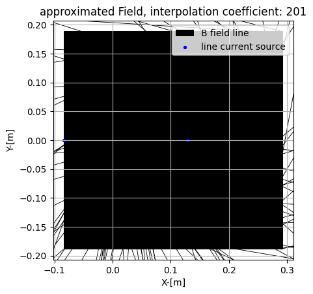 approximated Field, interpolation coefficient: 201
B field line
line current source
0.20
0.15
0.10
0.05
0.00
−0.05
−0.10
−0.15
−0.20
Y-[m]
−0.1
0.0
0.1
0.2
0.3
X-[m]